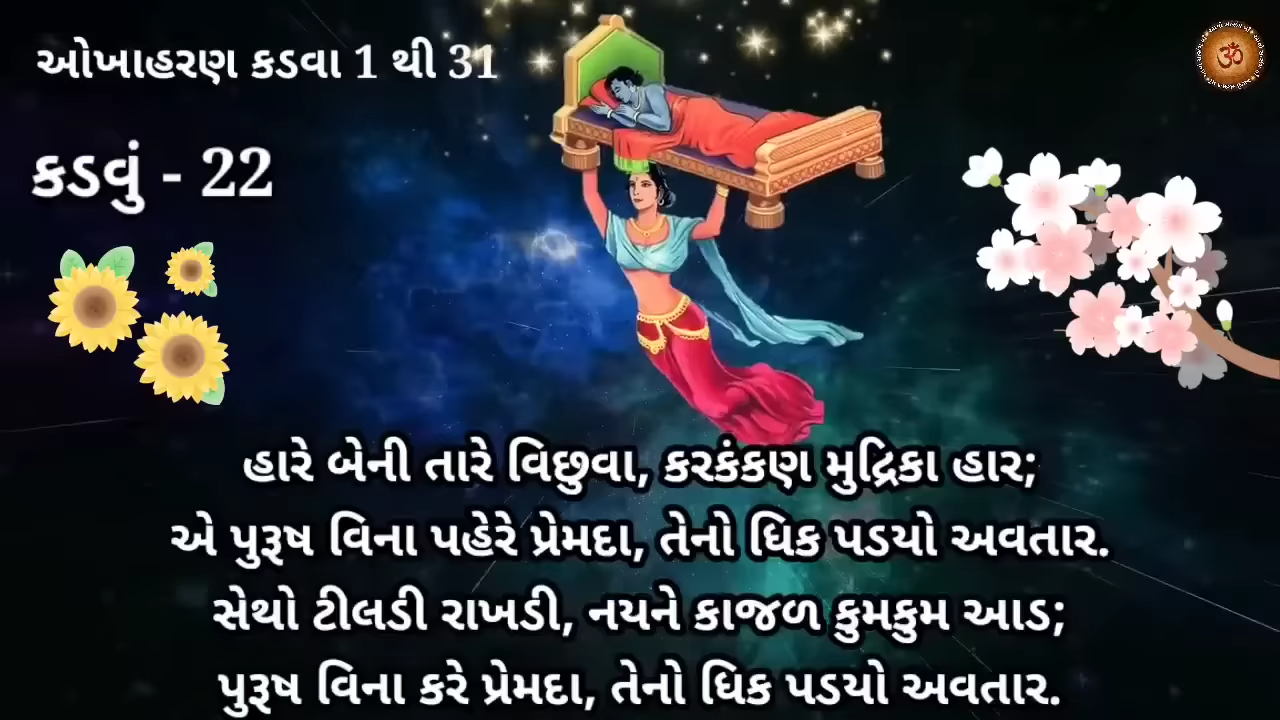 ઓખાહરણ કડવા 1 થી 31
કડવું - 22
ૐ
હારે બેની તારે વિછુવા, કરકંકણ મુદ્રિકા હાર;
એ પુરૂષ વિના પહેરે પ્રેમદા, તેનો ધિક પડયો અવતાર.
સેથો ટીલડી રાખડી, નયને કાજળ કુમકુમ આડ;
પુરૂષ વિના કરે પ્રેમદા, તેનો ધિક પડયો અવતાર.